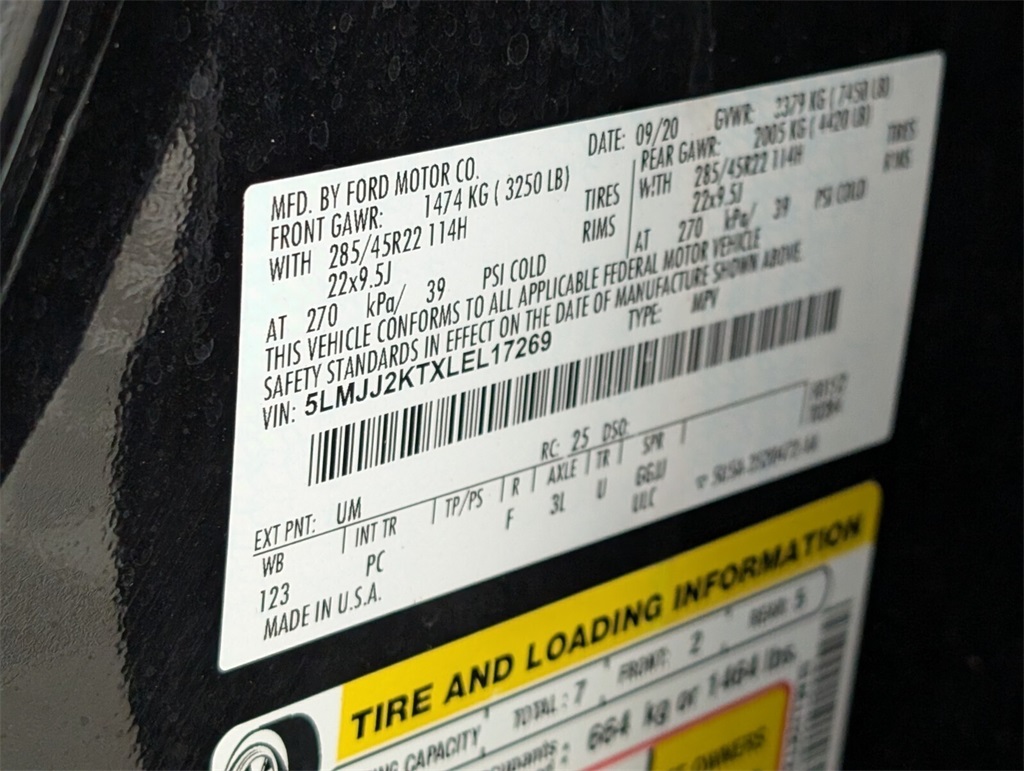 MFD. BY FORD MOTOR CO. DATE: 09/20 GVWR: 3379 KG ( 7450 LB)
FRONT GAWR: 1474 KG ( 3250 LB) REAR GAWR: 2005 KG ( 4420 LB)
WITH 285/45R22 114H TIRES WITH 285/45R22 114H TIRES
22x9.5J RIMS 22x9.5J RIMS
AT 270 kPa/ 39 PSI COLD AT 270 kPa/ 39 PSI COLD
THIS VEHICLE CONFORMS TO ALL APPLICABLE FEDERAL MOTOR VEHICLE
SAFETY STANDARDS IN EFFECT ON THE DATE OF MANUFACTURE SHOWN ABOVE.
VIN: 5LMJJ2KTXLEL17269 TYPE: MPV
EXT PNT: UM RC: 25 DSO:
WB INT TR TP/PS R AXLE TR SPR
123 PC F 3L U GGJJ
ULC
MADE IN U.S.A.
TIRE AND LOADING INFORMATION
CAPACITY TOTAL: 7 FRONT: 2 REAR: 5
664 kg or 1464 lbs.
OWNERS